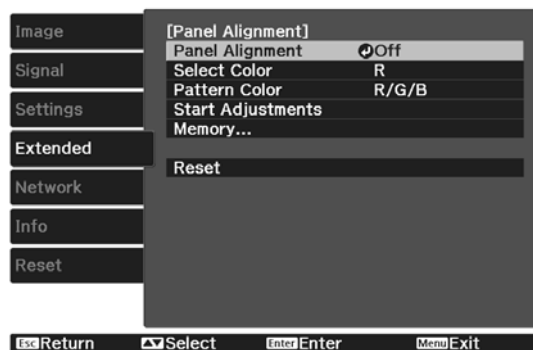 Image
Signal
Settings
Extended
Network
Info
Reset
[Panel Alignment]
Panel Alignment Off
Select Color R
Pattern Color R/G/B
Start Adjustments
Memory...
Reset
Esc Return Select Enter Enter Menu Exit